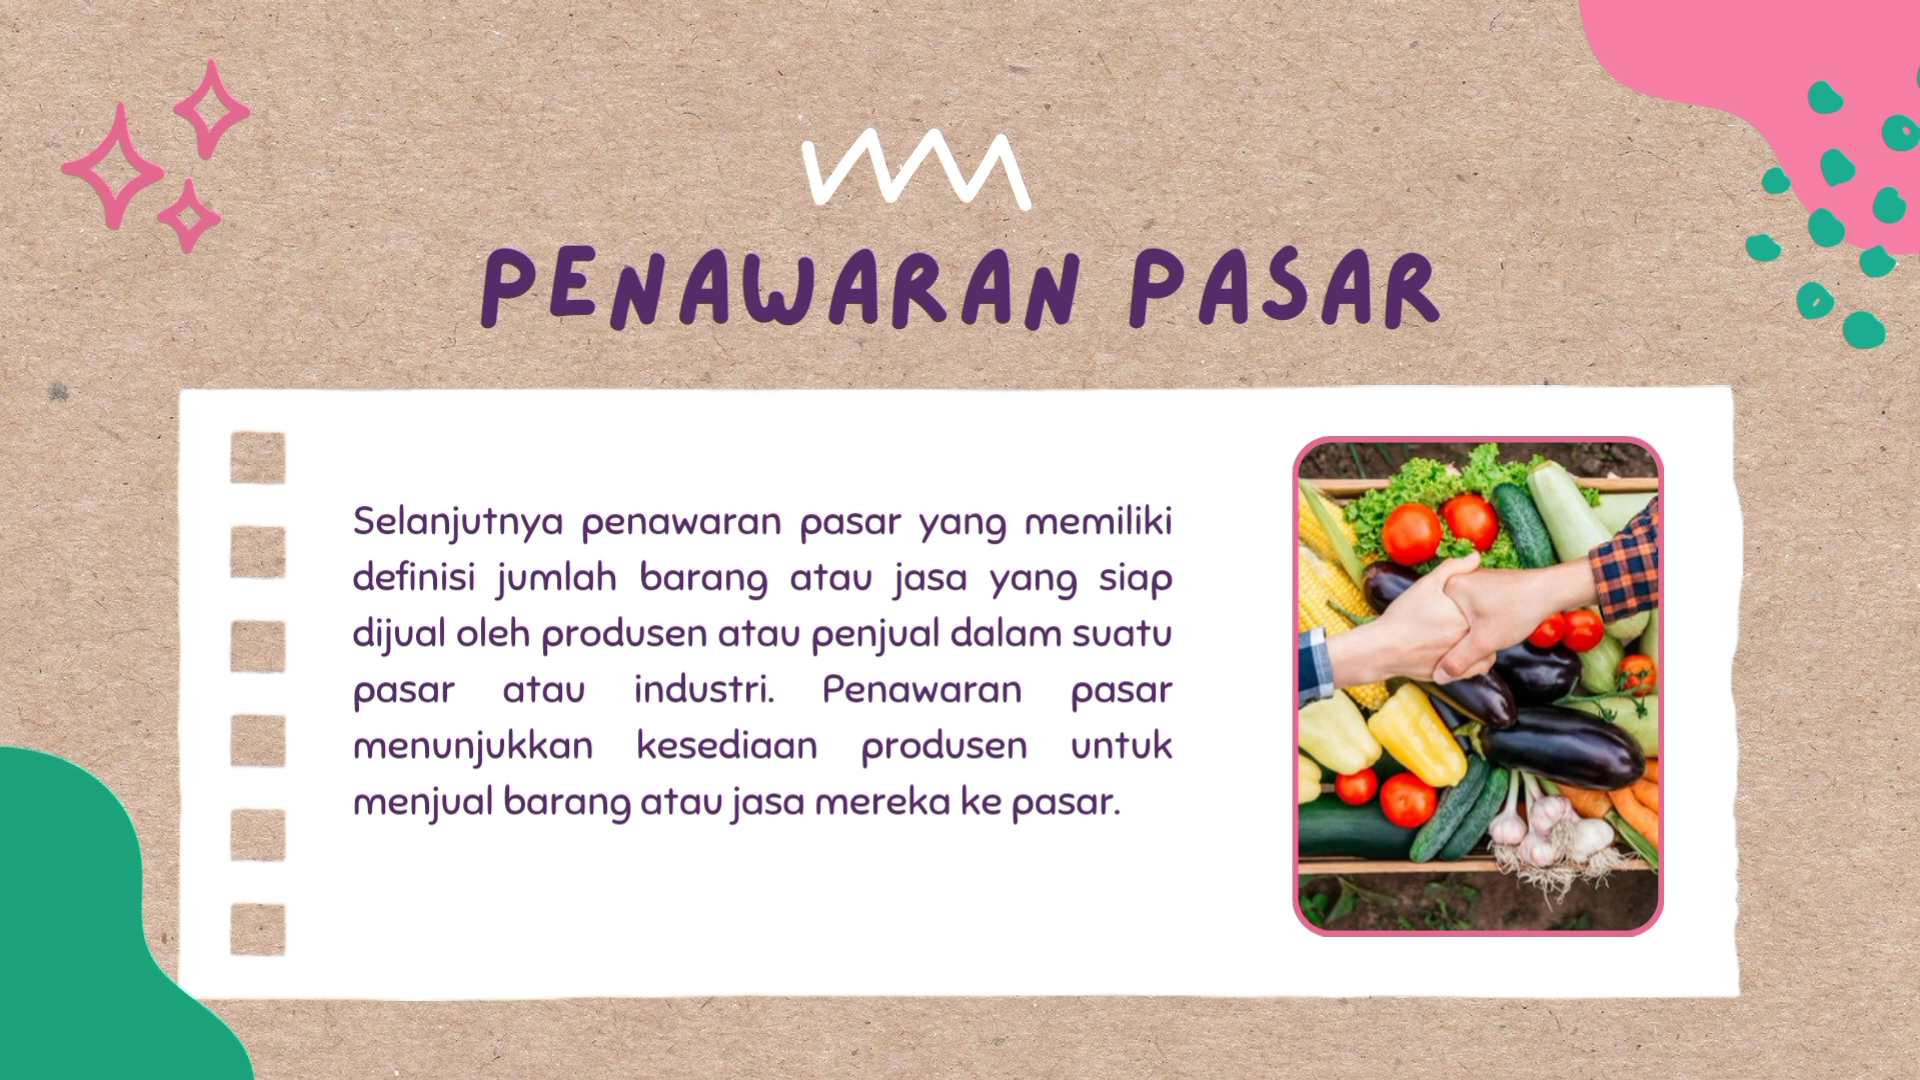 PENAWARAN PASAR
Selanjutnya penawaran pasar yang memiliki
definisi jumlah barang atau jasa yang siap
dijual oleh produsen atau penjual dalam suatu
pasar atau industri. Penawaran pasar
menunjukkan kesediaan produsen untuk
menjual barang atau jasa mereka ke pasar.